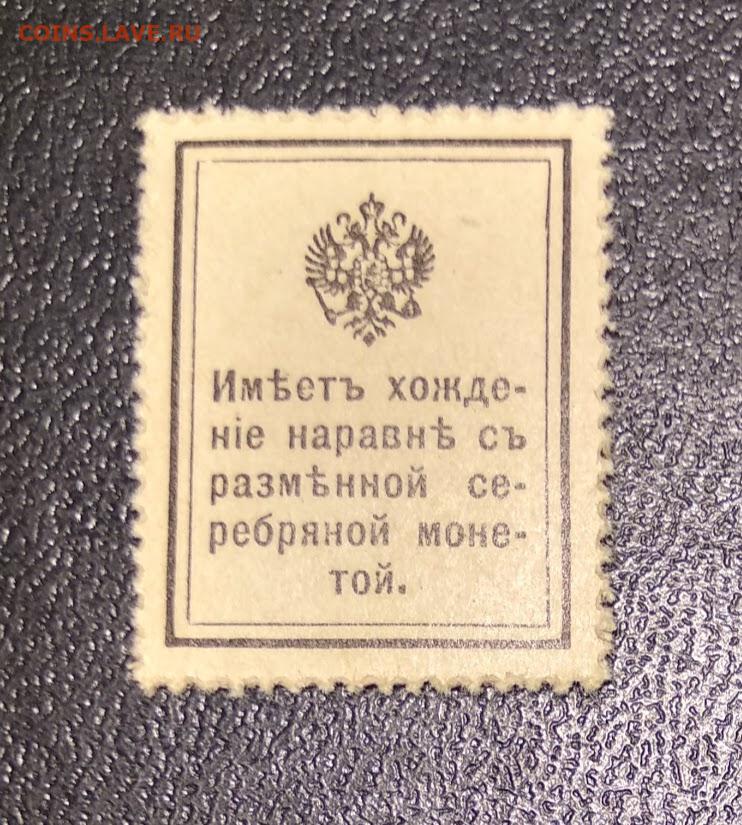 COINS.LAVE.RU
Имѣетъ хожде-
ніе наравнѣ съ
размѣнной се-
ребряной моне-
той.